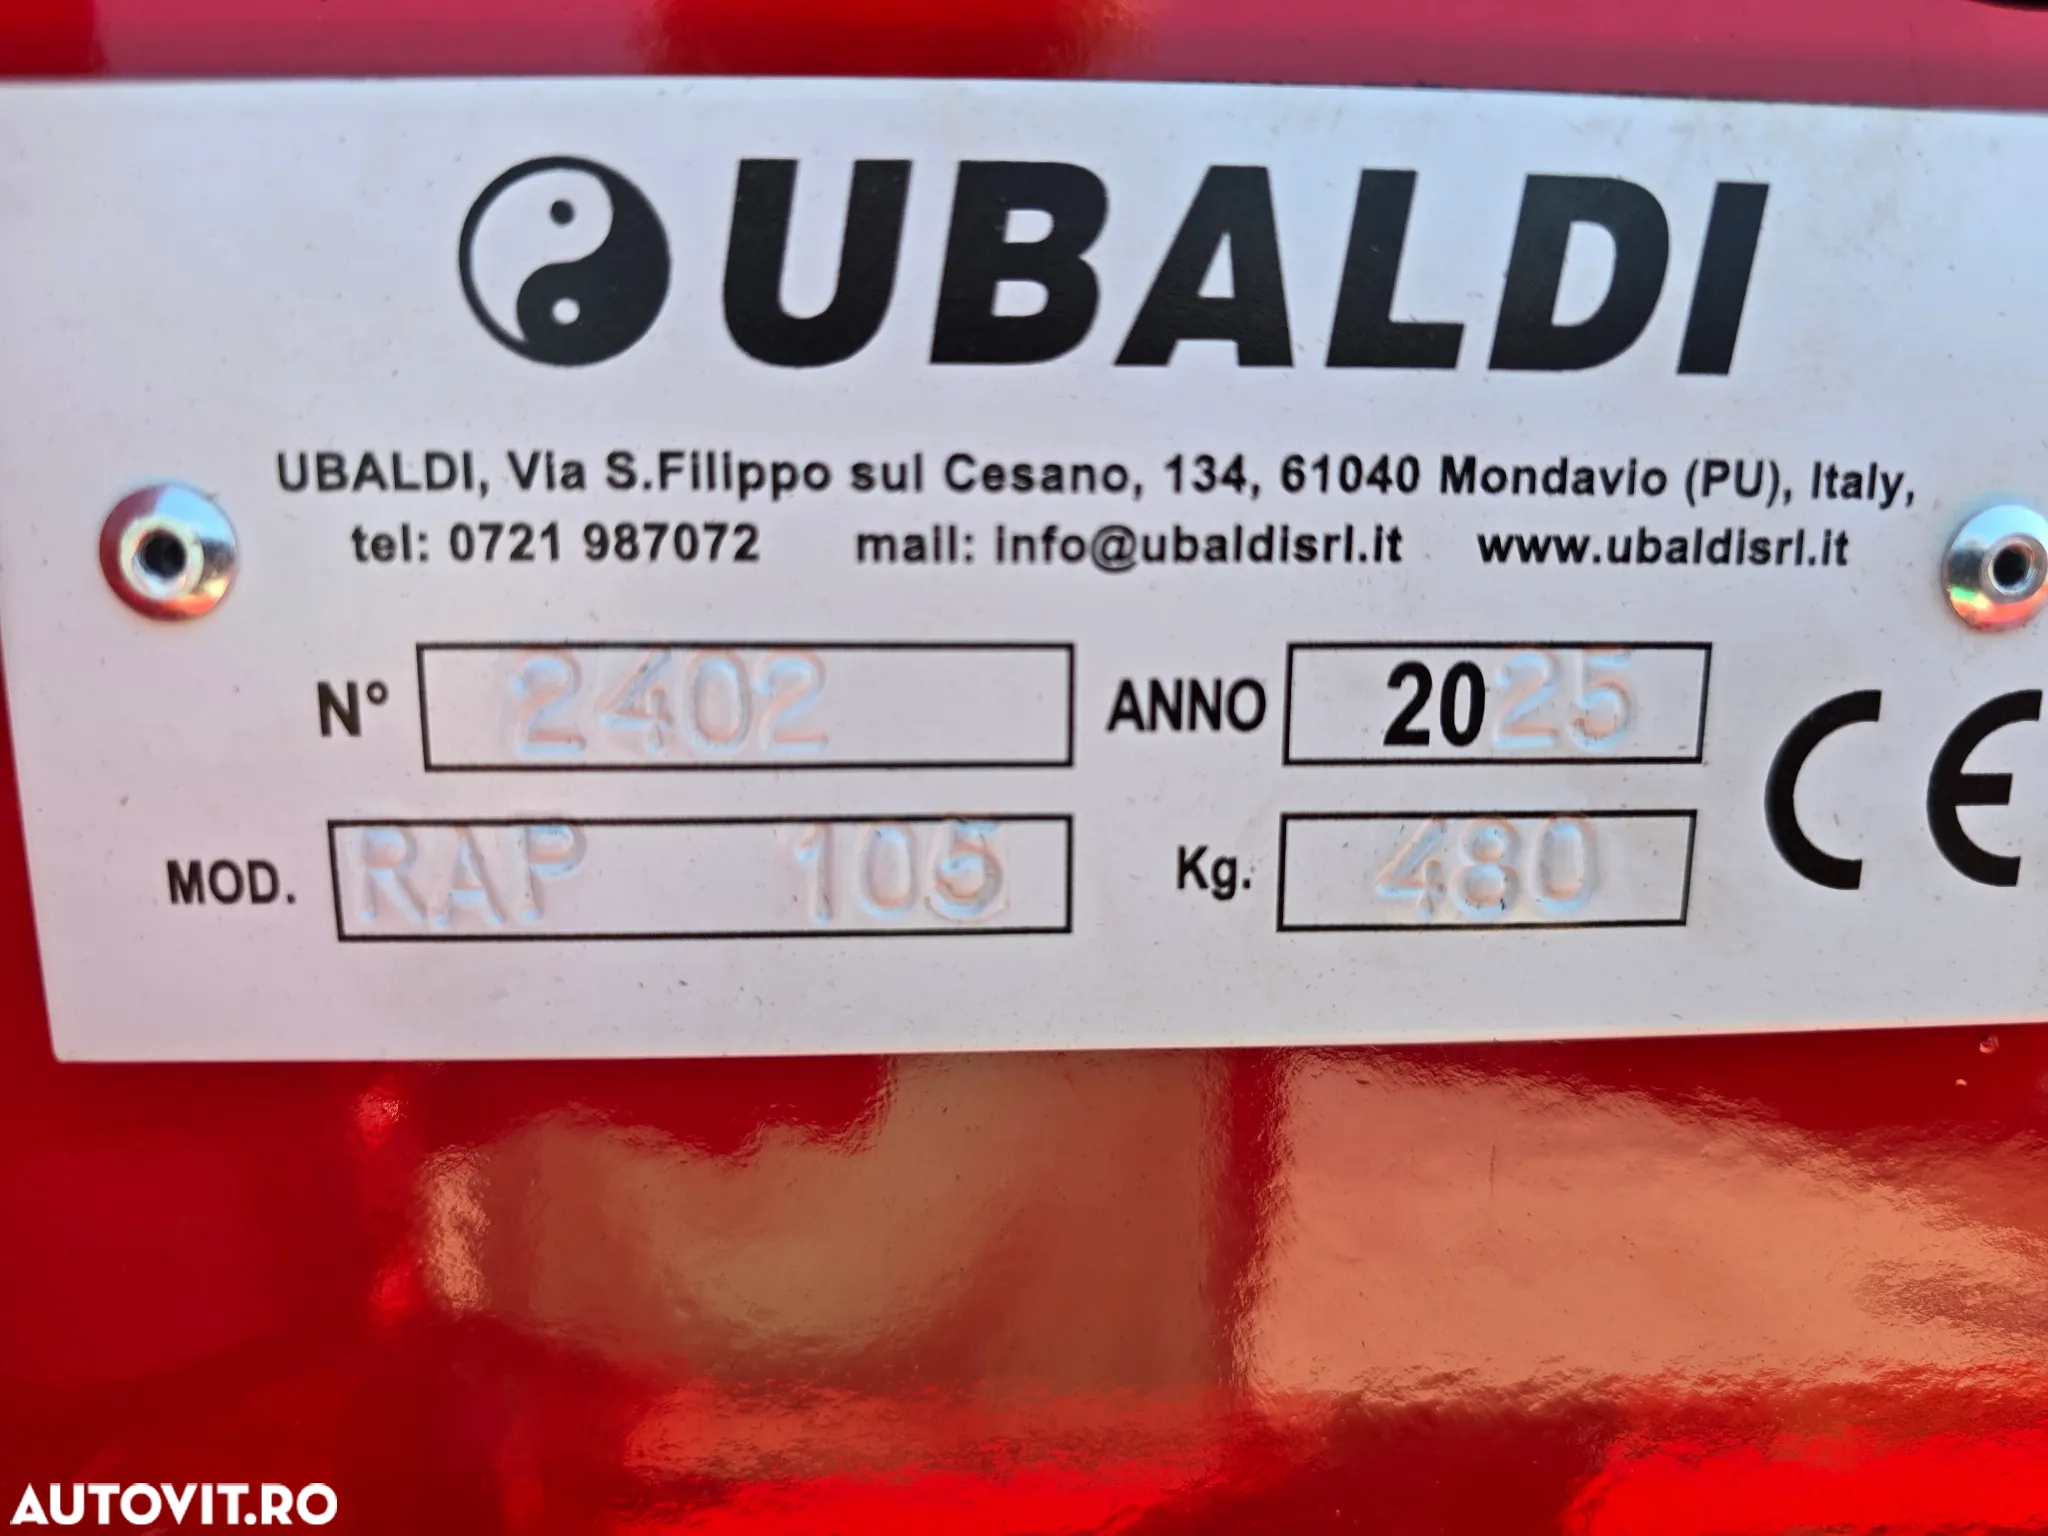 UBALDI
UBALDI, Via S.Filippo sul Cesano, 134, 61040 Mondavio (PU), Italy,
tel: 0721 987072 mail: info@ubaldisrl.it www.ubaldisrl.it
N° 2402 ANNO 2025
MOD. RAP 105 Kg. 480
CE
AUTOVIT.RO